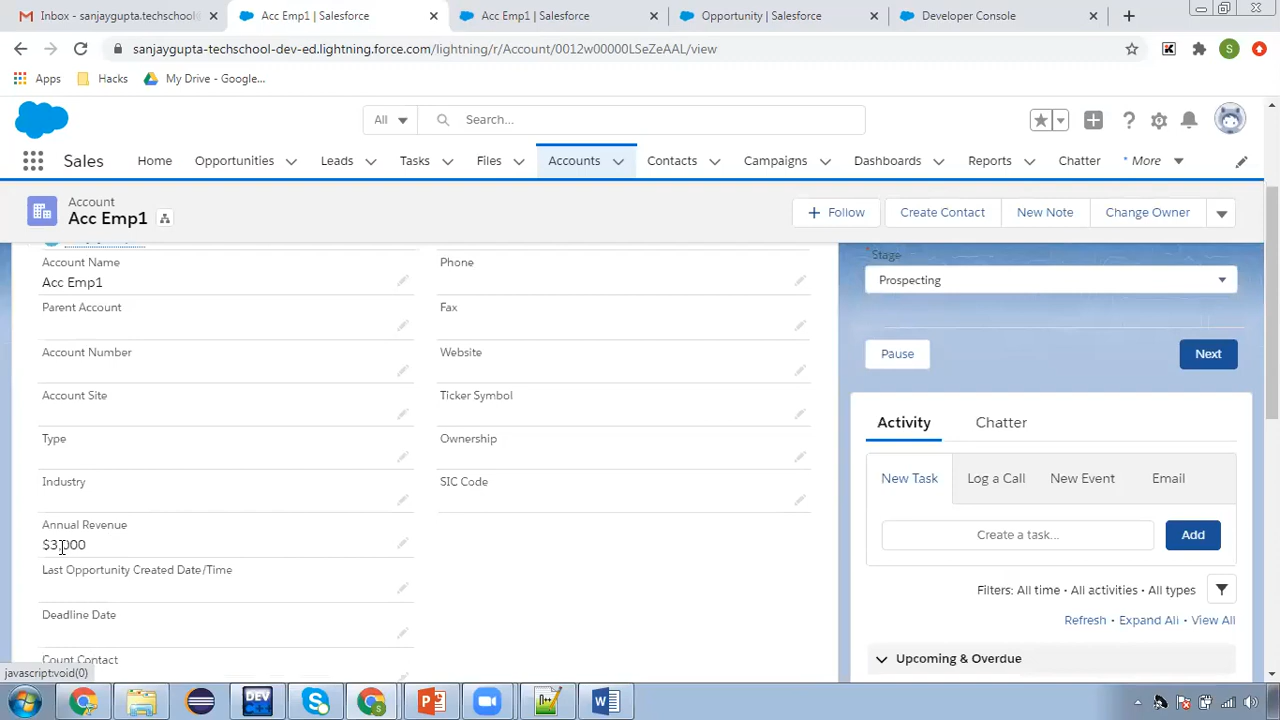 Inbox - sanjaygupta.techschool
Acc Emp1 | Salesforce
Acc Emp1 | Salesforce
Opportunity | Salesforce
Developer Console
sanjaygupta-techschool-dev-ed.lightning.force.com/lightning/r/Account/0012w00000LSeZeAAL/view
S
Apps
Hacks
My Drive - Google...
All
Search...
Sales
Home
Opportunities
Leads
Tasks
Files
Accounts
Contacts
Campaigns
Dashboards
Reports
Chatter
* More
Account
Acc Emp1
Follow
Create Contact
New Note
Change Owner
Account Name
Acc Emp1
Parent Account
Account Number
Account Site
Type
Industry
Annual Revenue
Last Opportunity Created Date/Time
Deadline Date
Count Contact
Phone
Fax
Website
Ticker Symbol
Ownership
SIC Code
*Stage
Prospecting
Pause
Next
Activity
Chatter
New Task
Log a Call
New Event
Email
Create a task...
Add
Filters: All time • All activities • All types
Refresh • Expand All • View All
Upcoming & Overdue
javascript:void(0)